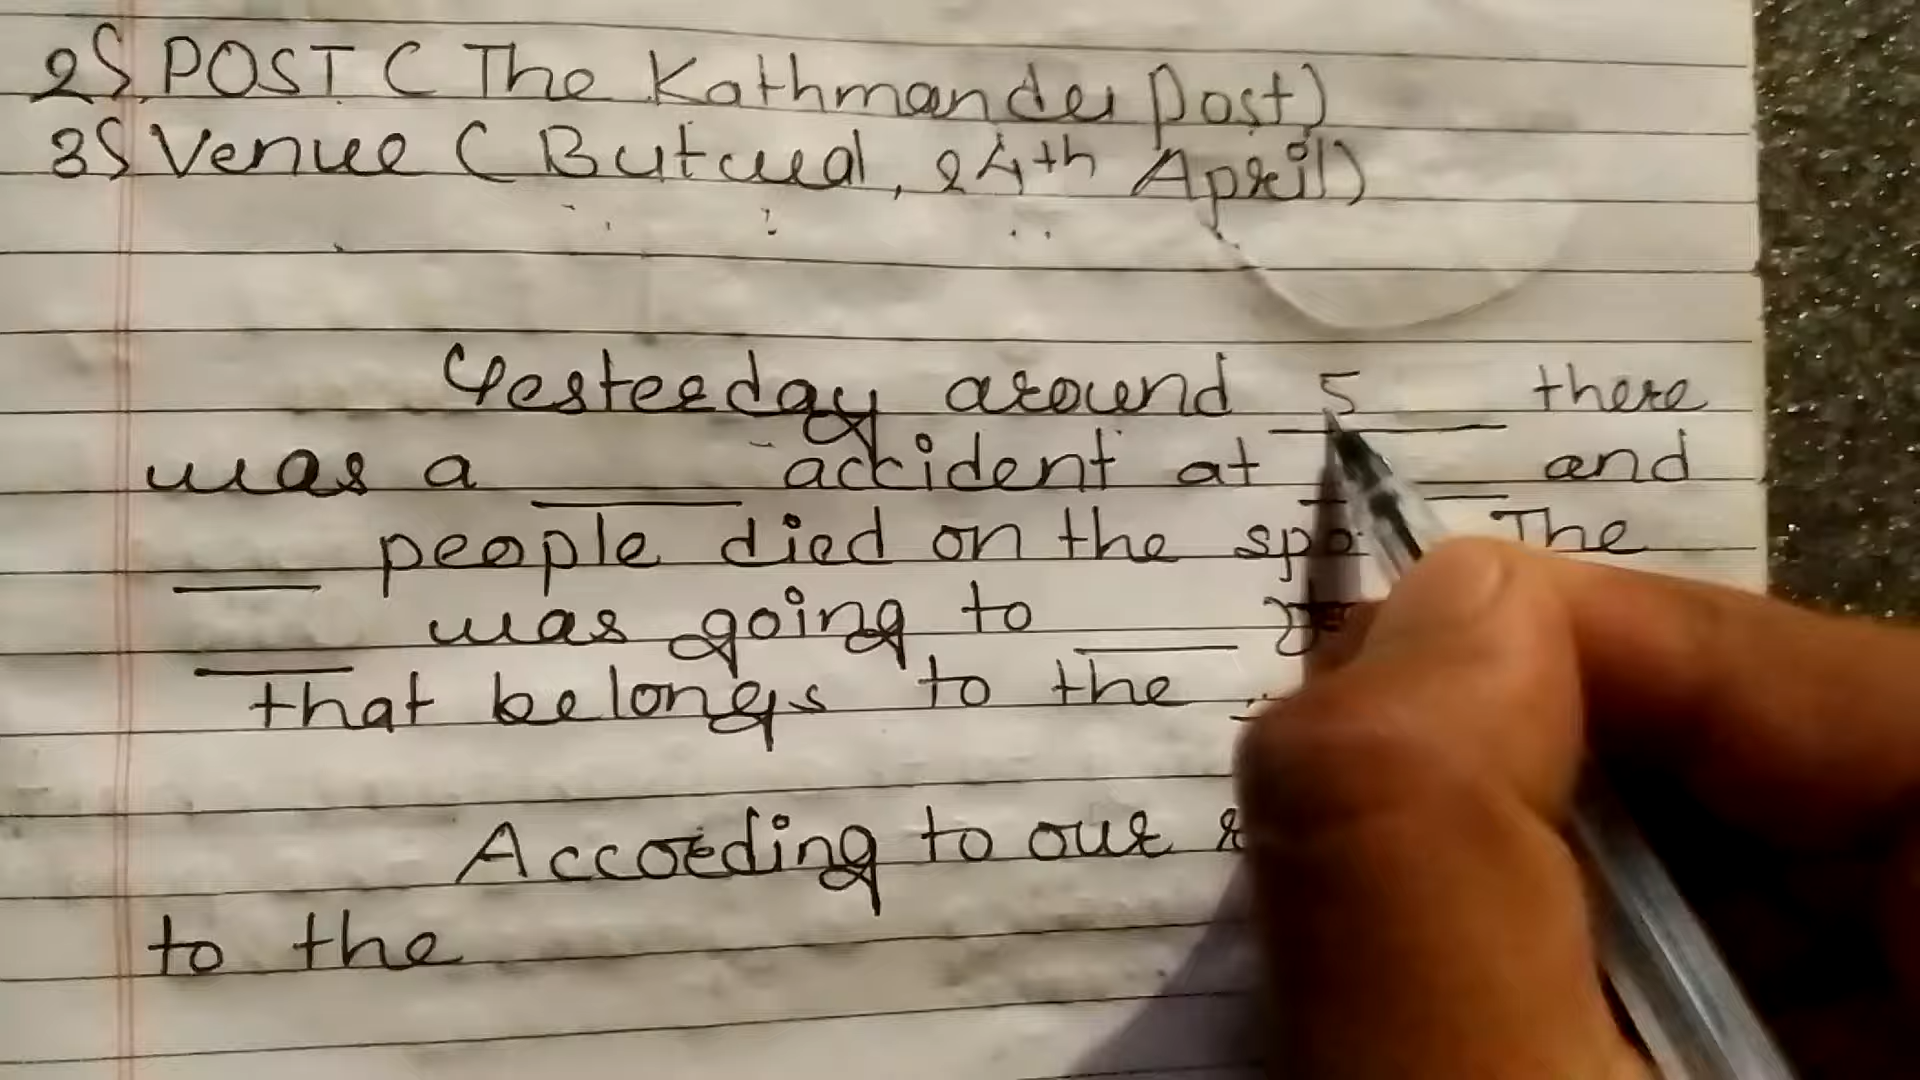 2) POST ( The Kathmandu Post)
3) Venue ( Butwal, 24th April)
Yesterday around 5 there
was a accident at and
people died on the The
was going to
that belongs to the
According to our
to the